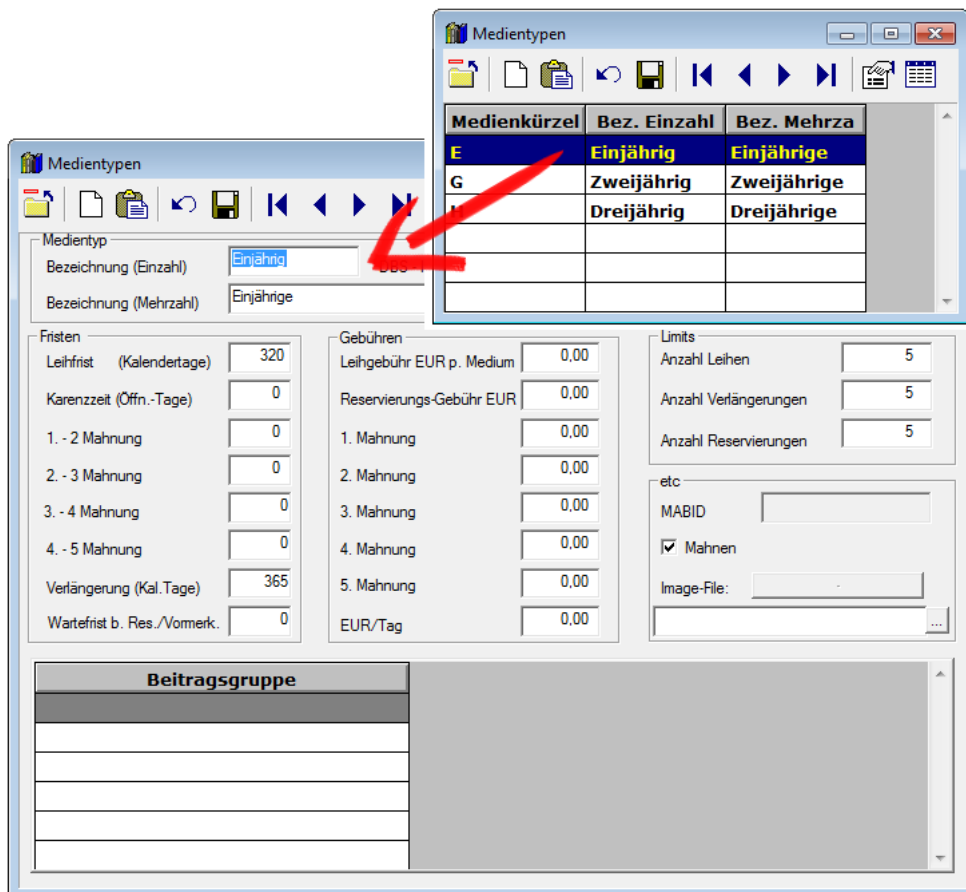 Medientypen
Medienkürzel Bez. Einzahl Bez. Mehrza
E Einjährig Einjährige
G Zweijährig Zweijährige
H Dreijährig Dreijährige
Medientypen
Medientyp
Bezeichnung (Einzahl) Einjährig
Bezeichnung (Mehrzahl) Einjährige
Fristen
Leihfrist (Kalendertage) 320
Karenzzeit (Öffn.-Tage) 0
1. - 2 Mahnung 0
2. - 3 Mahnung 0
3. - 4 Mahnung 0
4. - 5 Mahnung 0
Verlängerung (Kal.Tage) 365
Wartefrist b. Res./Vormerk. 0
Gebühren
Leihgebühr EUR p. Medium 0,00
Reservierungs-Gebühr EUR 0,00
1. Mahnung 0,00
2. Mahnung 0,00
3. Mahnung 0,00
4. Mahnung 0,00
5. Mahnung 0,00
EUR/Tag 0,00
Limits
Anzahl Leihen 5
Anzahl Verlängerungen 5
Anzahl Reservierungen 5
etc
MABID
Mahnen
Image-File: -
...
Beitragsgruppe